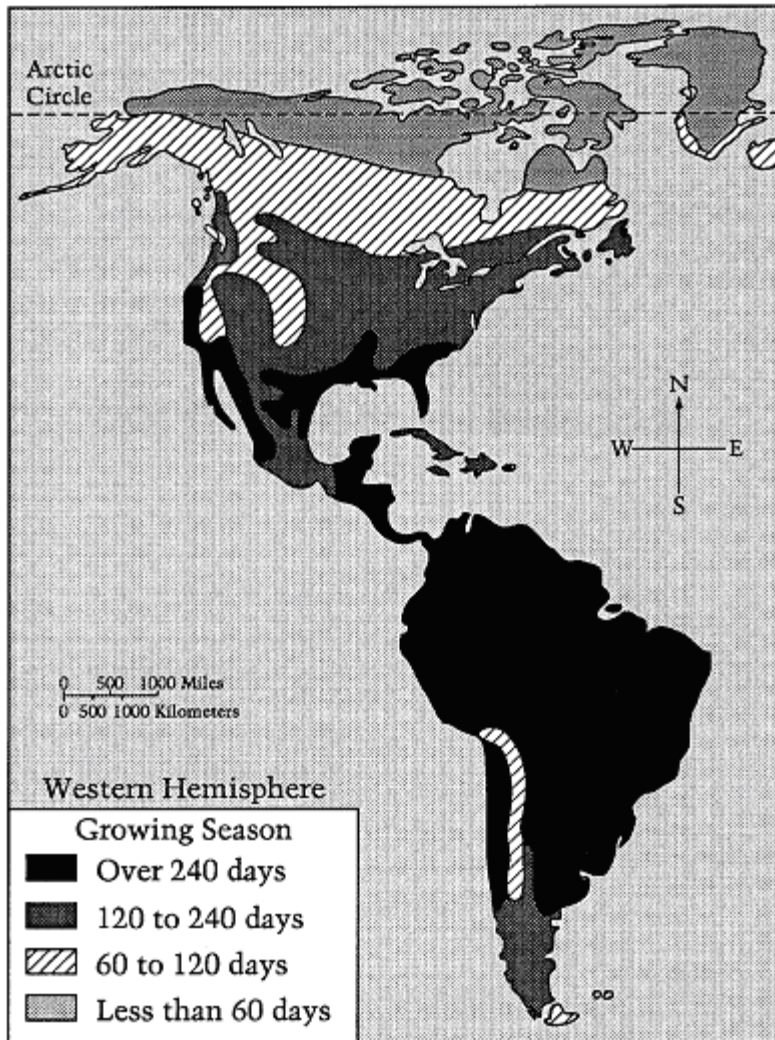 Arctic
Circle
N
W E
S
0 500 1000 Miles
0 500 1000 Kilometers
Western Hemisphere
Growing Season
Over 240 days
120 to 240 days
60 to 120 days
Less than 60 days